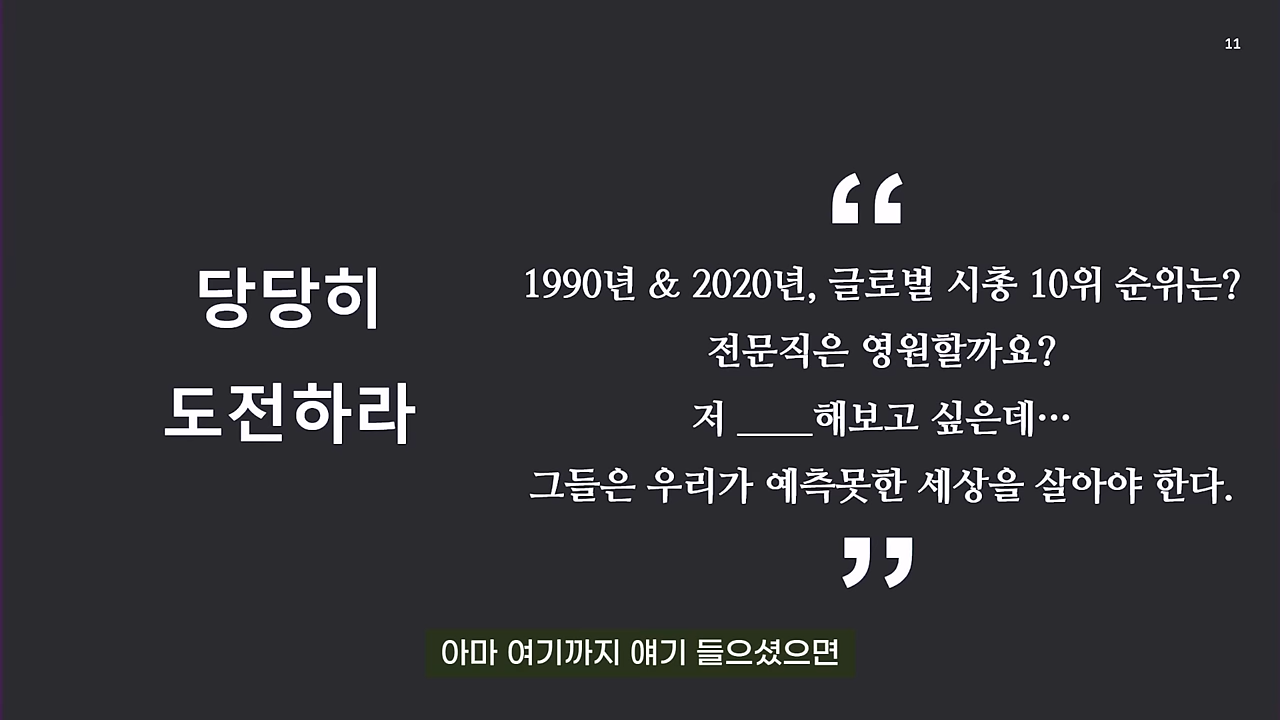 11
당당히
도전하라
“
1990년 & 2020년, 글로벌 시총 10위 순위는?
전문직은 영원할까요?
저 ____해보고 싶은데…
그들은 우리가 예측못한 세상을 살아야 한다.
”
아마 여기까지 얘기 들으셨으면